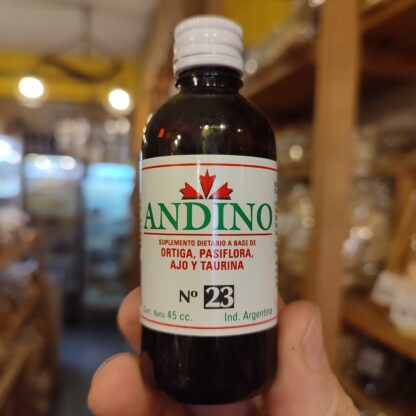 ANDINO
SUPLEMENTO DIETARIO A BASE DE
ORTIGA, PASIFLORA,
AJO Y TAURINA
Nº 23
Cont. Neto 45 cc. Ind. Argentina